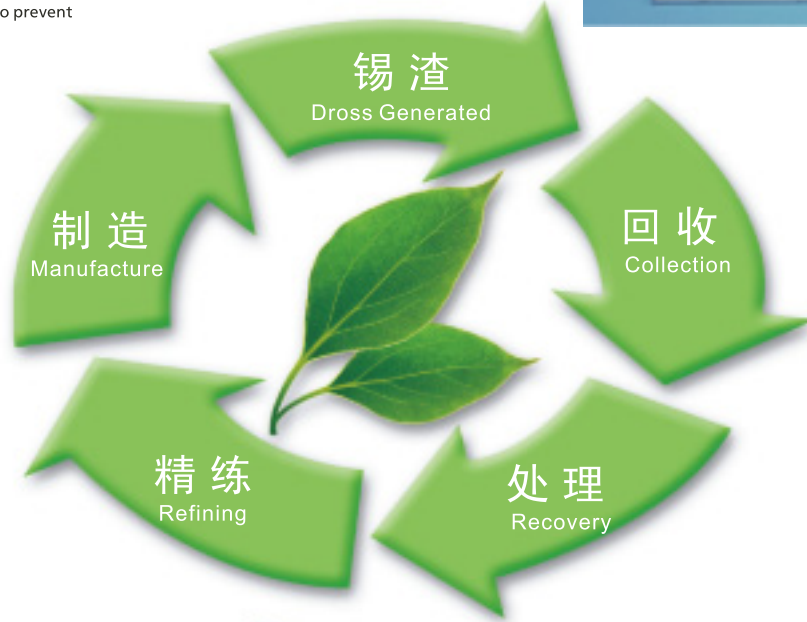 o prevent
锡渣
Dross Generated
回收
Collection
处理
Recovery
精练
Refining
制造
Manufacture